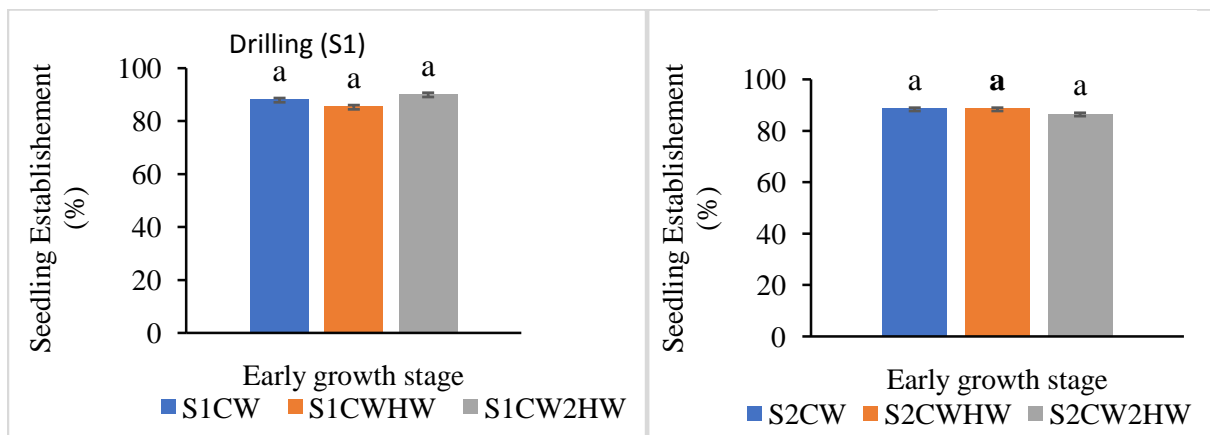 Drilling (S1)
Seedling Establishement
(%)
100
80
60
40
20
0
a
a
a
Early growth stage
S1CW S1CWHW S1CW2HW
Seedling Establishement
(%)
100
80
60
40
20
0
a
a
a
Early growth stage
S2CW S2CWHW S2CW2HW